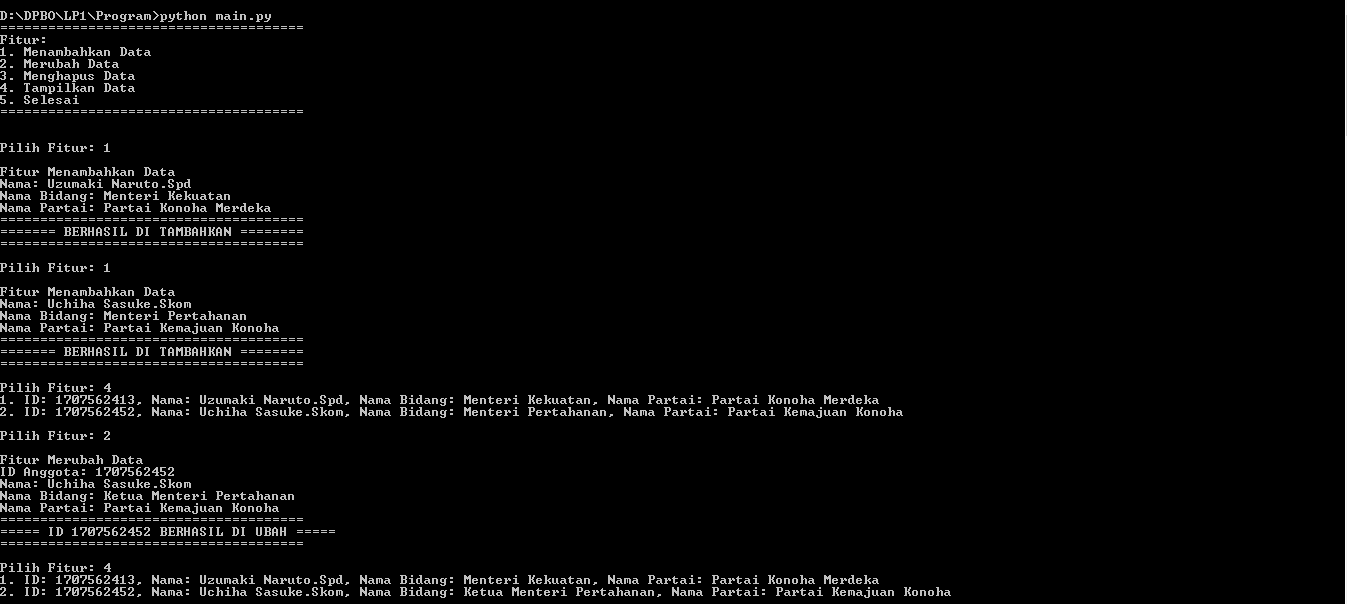 D:\DPBO\LP1\Program>python main.py
======================================
Fitur:
1. Menambahkan Data
2. Merubah Data
3. Menghapus Data
4. Tampilkan Data
5. Selesai
======================================
Pilih Fitur: 1
Fitur Menambahkan Data
Nama: Uzumaki Naruto.Spd
Nama Bidang: Menteri Kekuatan
Nama Partai: Partai Konoha Merdeka
======================================
======= BERHASIL DI TAMBAHKAN ========
======================================
Pilih Fitur: 1
Fitur Menambahkan Data
Nama: Uchiha Sasuke.Skom
Nama Bidang: Menteri Pertahanan
Nama Partai: Partai Kemajuan Konoha
======================================
======= BERHASIL DI TAMBAHKAN ========
======================================
Pilih Fitur: 4
1. ID: 1707562413, Nama: Uzumaki Naruto.Spd, Nama Bidang: Menteri Kekuatan, Nama Partai: Partai Konoha Merdeka
2. ID: 1707562452, Nama: Uchiha Sasuke.Skom, Nama Bidang: Menteri Pertahanan, Nama Partai: Partai Kemajuan Konoha
Pilih Fitur: 2
Fitur Merubah Data
ID Anggota: 1707562452
Nama: Uchiha Sasuke.Skom
Nama Bidang: Ketua Menteri Pertahanan
Nama Partai: Partai Kemajuan Konoha
======================================
===== ID 1707562452 BERHASIL DI UBAH =====
======================================
Pilih Fitur: 4
1. ID: 1707562413, Nama: Uzumaki Naruto.Spd, Nama Bidang: Menteri Kekuatan, Nama Partai: Partai Konoha Merdeka
2. ID: 1707562452, Nama: Uchiha Sasuke.Skom, Nama Bidang: Ketua Menteri Pertahanan, Nama Partai: Partai Kemajuan Konoha